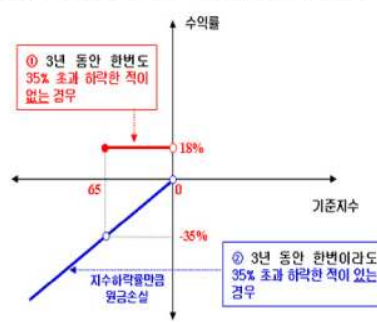 수익률
① 3년 동안 한번도
35% 초과 하락한 적이
없는 경우
18%
65
0
기준지수
-35%
② 3년 동안 한번이라도
35% 초과 하락한 적이 있는
경우
지수하락률만큼
원금손실